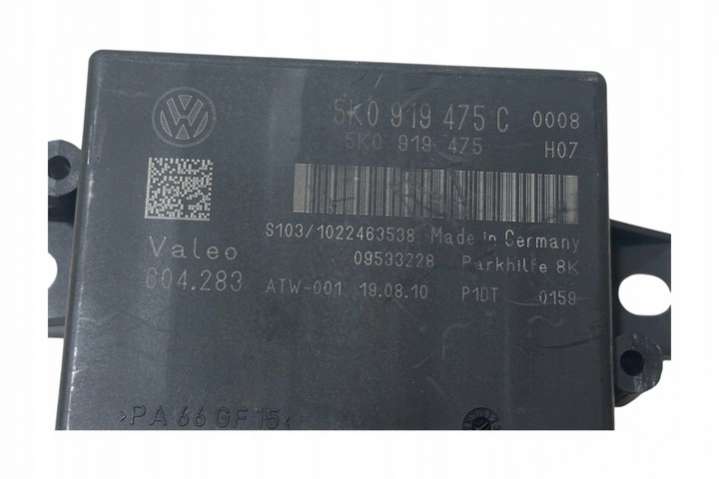 5K0 919 475 C 0008
5K0 919 475 H07
S103/1022463538 Made in Germany
Valeo 09533228 Parkhilfe 8K
604.283 ATW-001 19.08.10 P1DT 0159
>PA 66 GF 15<